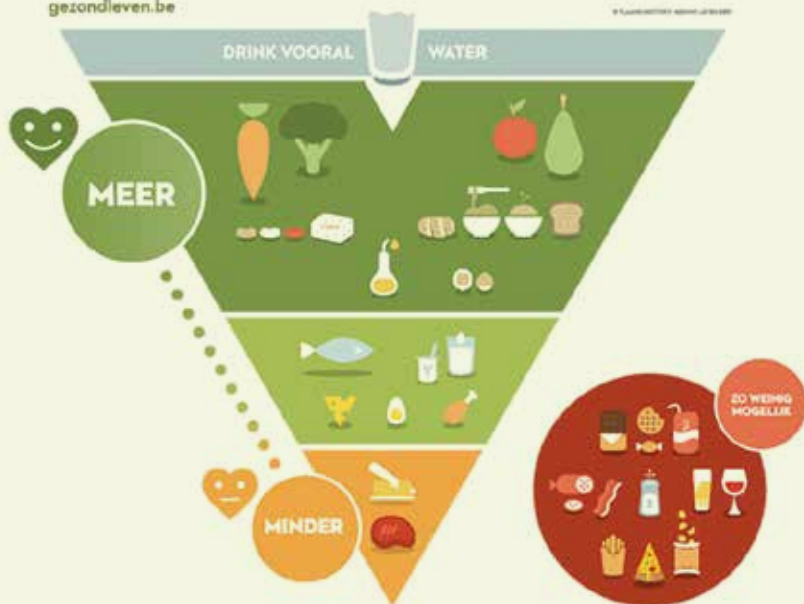 gezondleven.be
DRINK VOORAL WATER
MEER
MINDER
ZO WEINIG
MOGELIJK